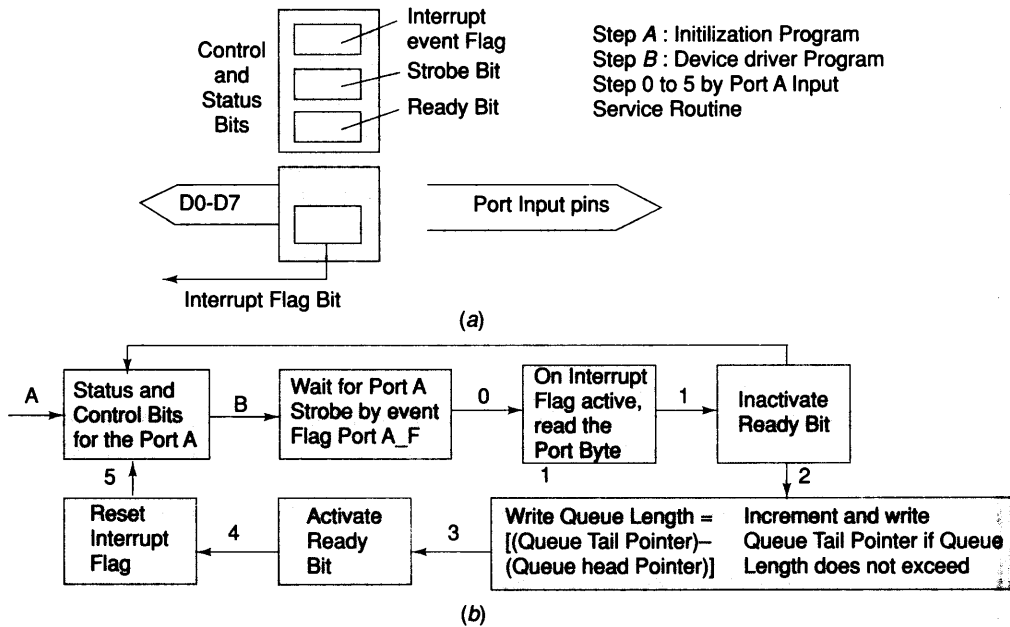 Control
and
Status
Bits
Interrupt
event Flag
Strobe Bit
Ready Bit
Step A : Initilization Program
Step B : Device driver Program
Step 0 to 5 by Port A Input
Service Routine
D0-D7
Port Input pins
Interrupt Flag Bit
(a)
A
Status and
Control Bits
for the Port A
B
Wait for Port A
Strobe by event
Flag Port A_F
0
On Interrupt
Flag active,
read the
Port Byte
1
1
Inactivate
Ready Bit
2
Write Queue Length =
[((Queue Tail Pointer)–
(Queue head Pointer)]
Increment and write
Queue Tail Pointer if Queue
Length does not exceed
3
Activate
Ready
Bit
4
Reset
Interrupt
Flag
5
(b)